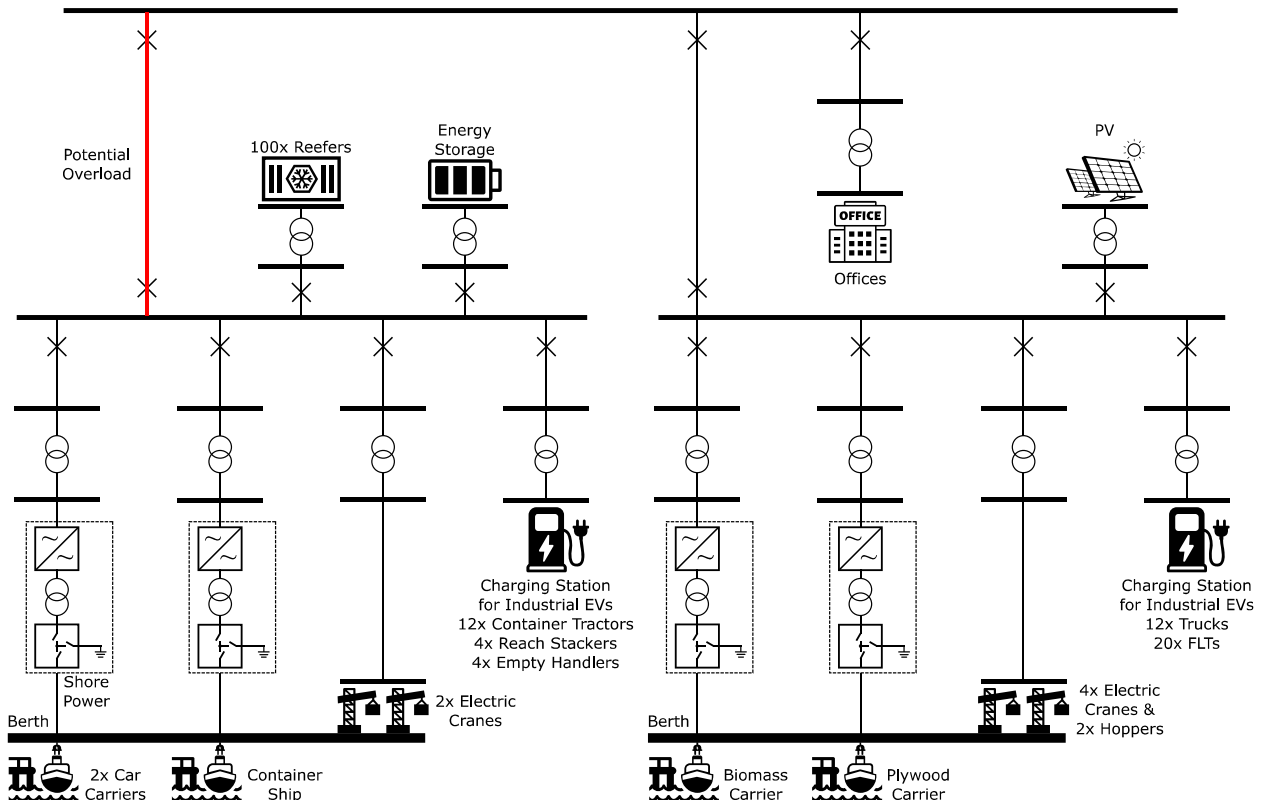 Potential
Overload
100x Reefers
Energy
Storage
OFFICE
Offices
PV
Charging Station
for Industrial EVs
12x Container Tractors
4x Reach Stackers
4x Empty Handlers
Charging Station
for Industrial EVs
12x Trucks
20x FLTs
Shore
Power
2x Electric
Cranes
4x Electric
Cranes &
2x Hoppers
Berth
Berth
2x Car
Carriers
Container
Ship
Biomass
Carrier
Plywood
Carrier